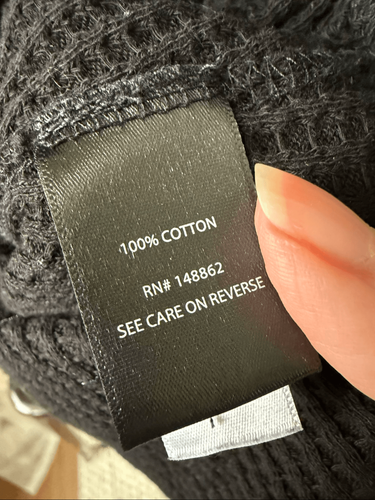 100% COTTON
RN# 148862
SEE CARE ON REVERSE